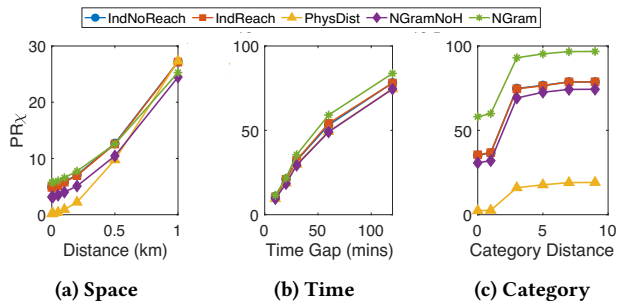 IndNoReach IndReach PhysDist NGramNoH NGram
30 100 100
PRχ
20
50 50
10
0 0 0
0 0.5 1 0 50 100 0 5 10
Distance (km) Time Gap (mins) Category Distance
(a) Space (b) Time (c) Category